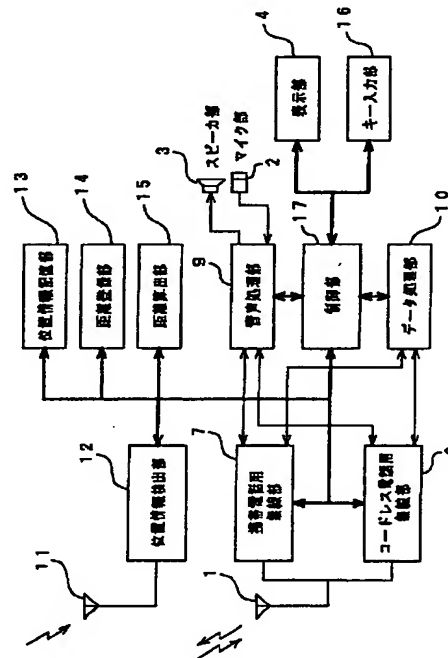 13
位置情報記憶部
14
距離登録部
15
距離算出部
12
位置情報検出部
11
3
スピーカ部
マイク部
2
9
音声処理部
4
表示部
16
キー入力部
17
制御部
10
データ処理部
7
携帯電話用
無線部
1
コードレス電話用
無線部